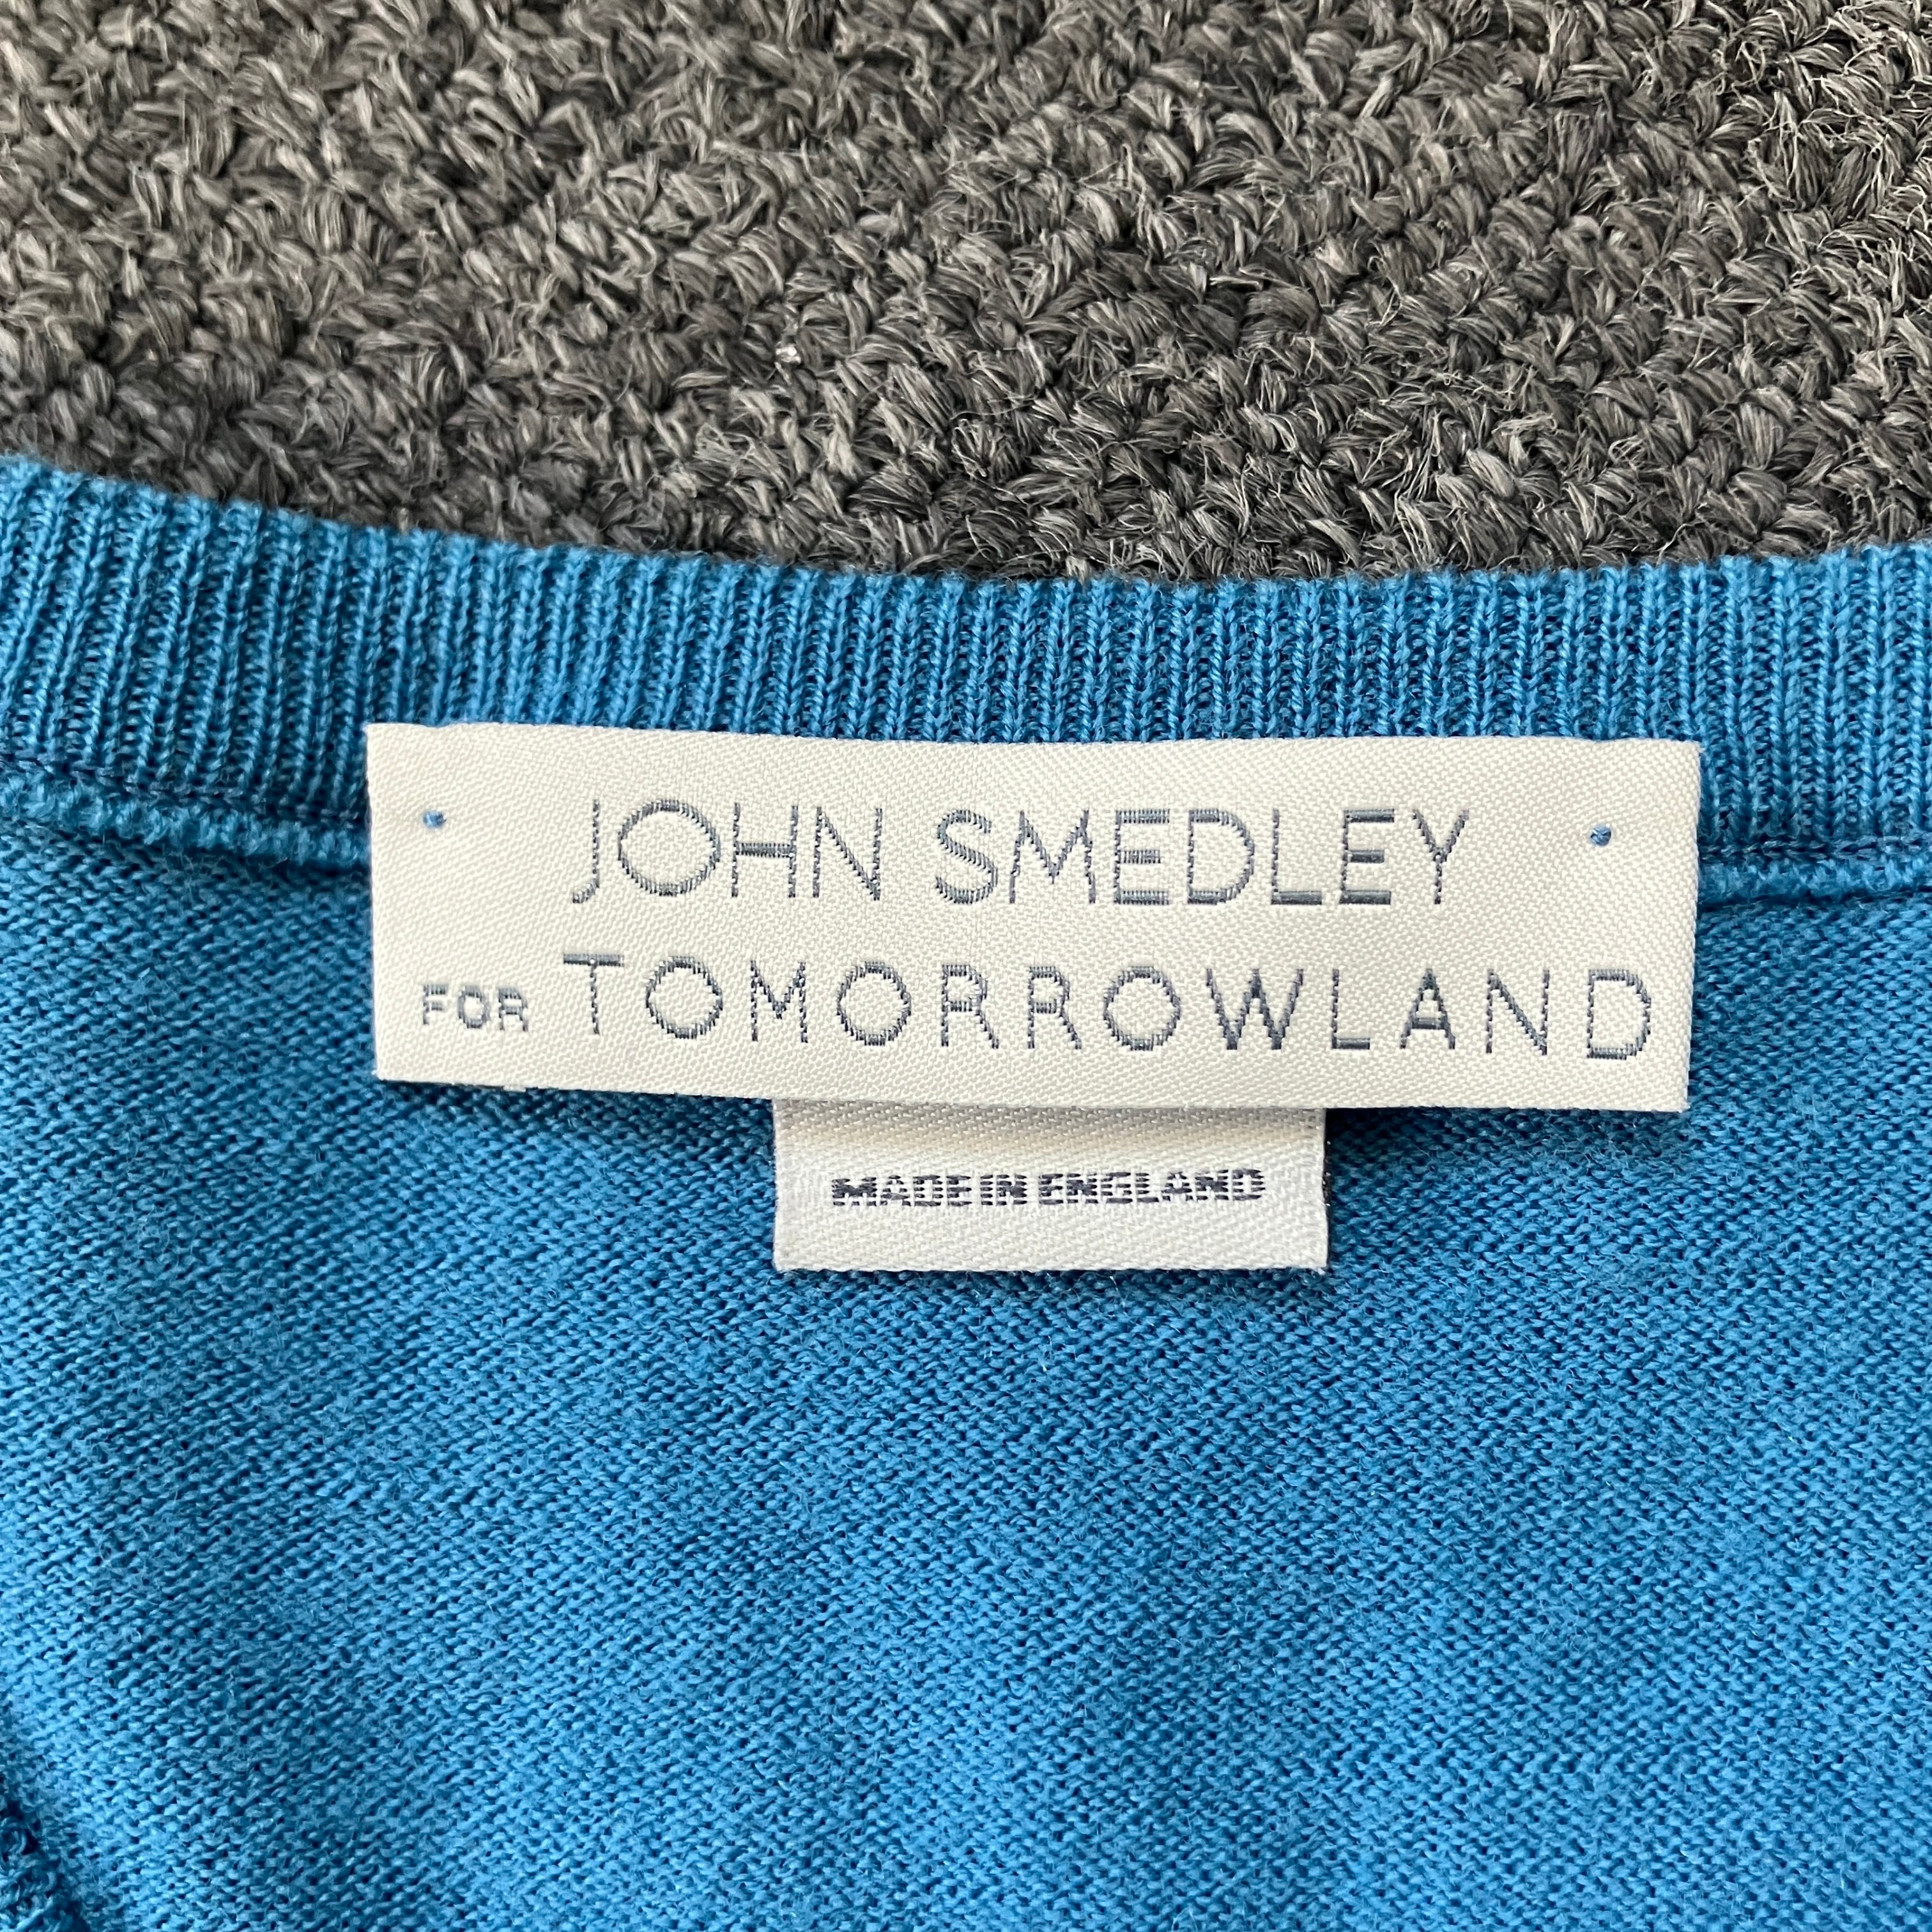 JOHN SMEDLEY
FOR TOMORROWLAND
MADE IN ENGLAND